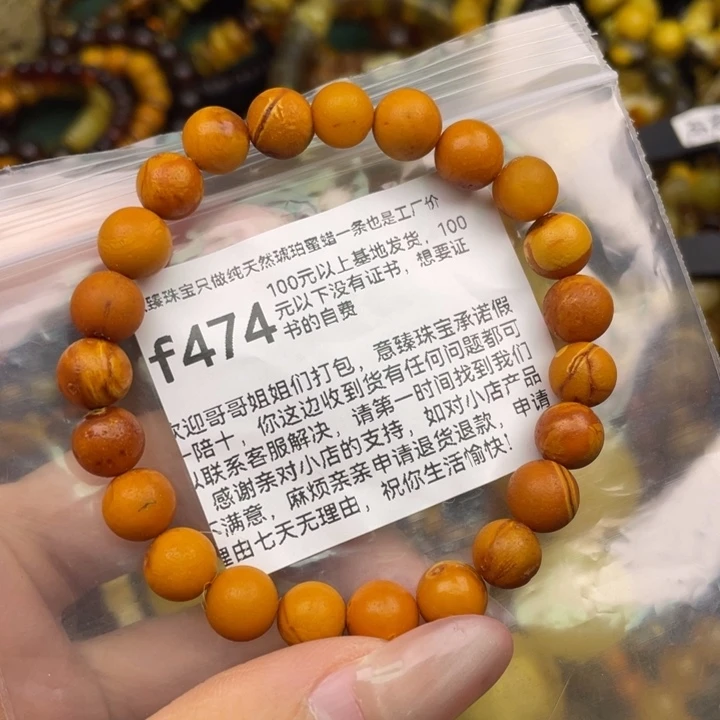 臻珠宝只做纯天然琥珀蜜蜡一条也是工厂价
f474
100元以上基地发货，100
元以下没有证书，想要证
书的自费
欢迎哥哥姐姐们打包，意臻珠宝承诺假
一陪十，你这边收到货有任何问题都可
以联系客服解决，请第一时间找到我们
感谢亲对小店的支持，如对小店产品
不满意，麻烦亲亲申请退货退款，申请
理由七天无理由，祝你生活愉快！